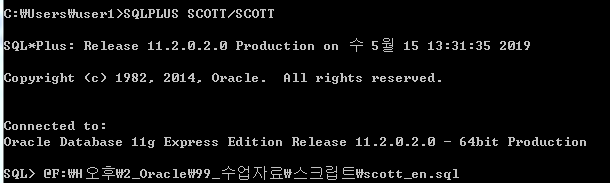 C:₩Users₩user1>SQLPLUS SCOTT/SCOTT
SQL*Plus: Release 11.2.0.2.0 Production on 수 5월 15 13:31:35 2019
Copyright (c) 1982, 2014, Oracle.  All rights reserved.
Connected to:
Oracle Database 11g Express Edition Release 11.2.0.2.0 - 64bit Production
SQL> @F:₩H오후₩2_Oracle₩99_수업자료₩스크립트₩scott_en.sql